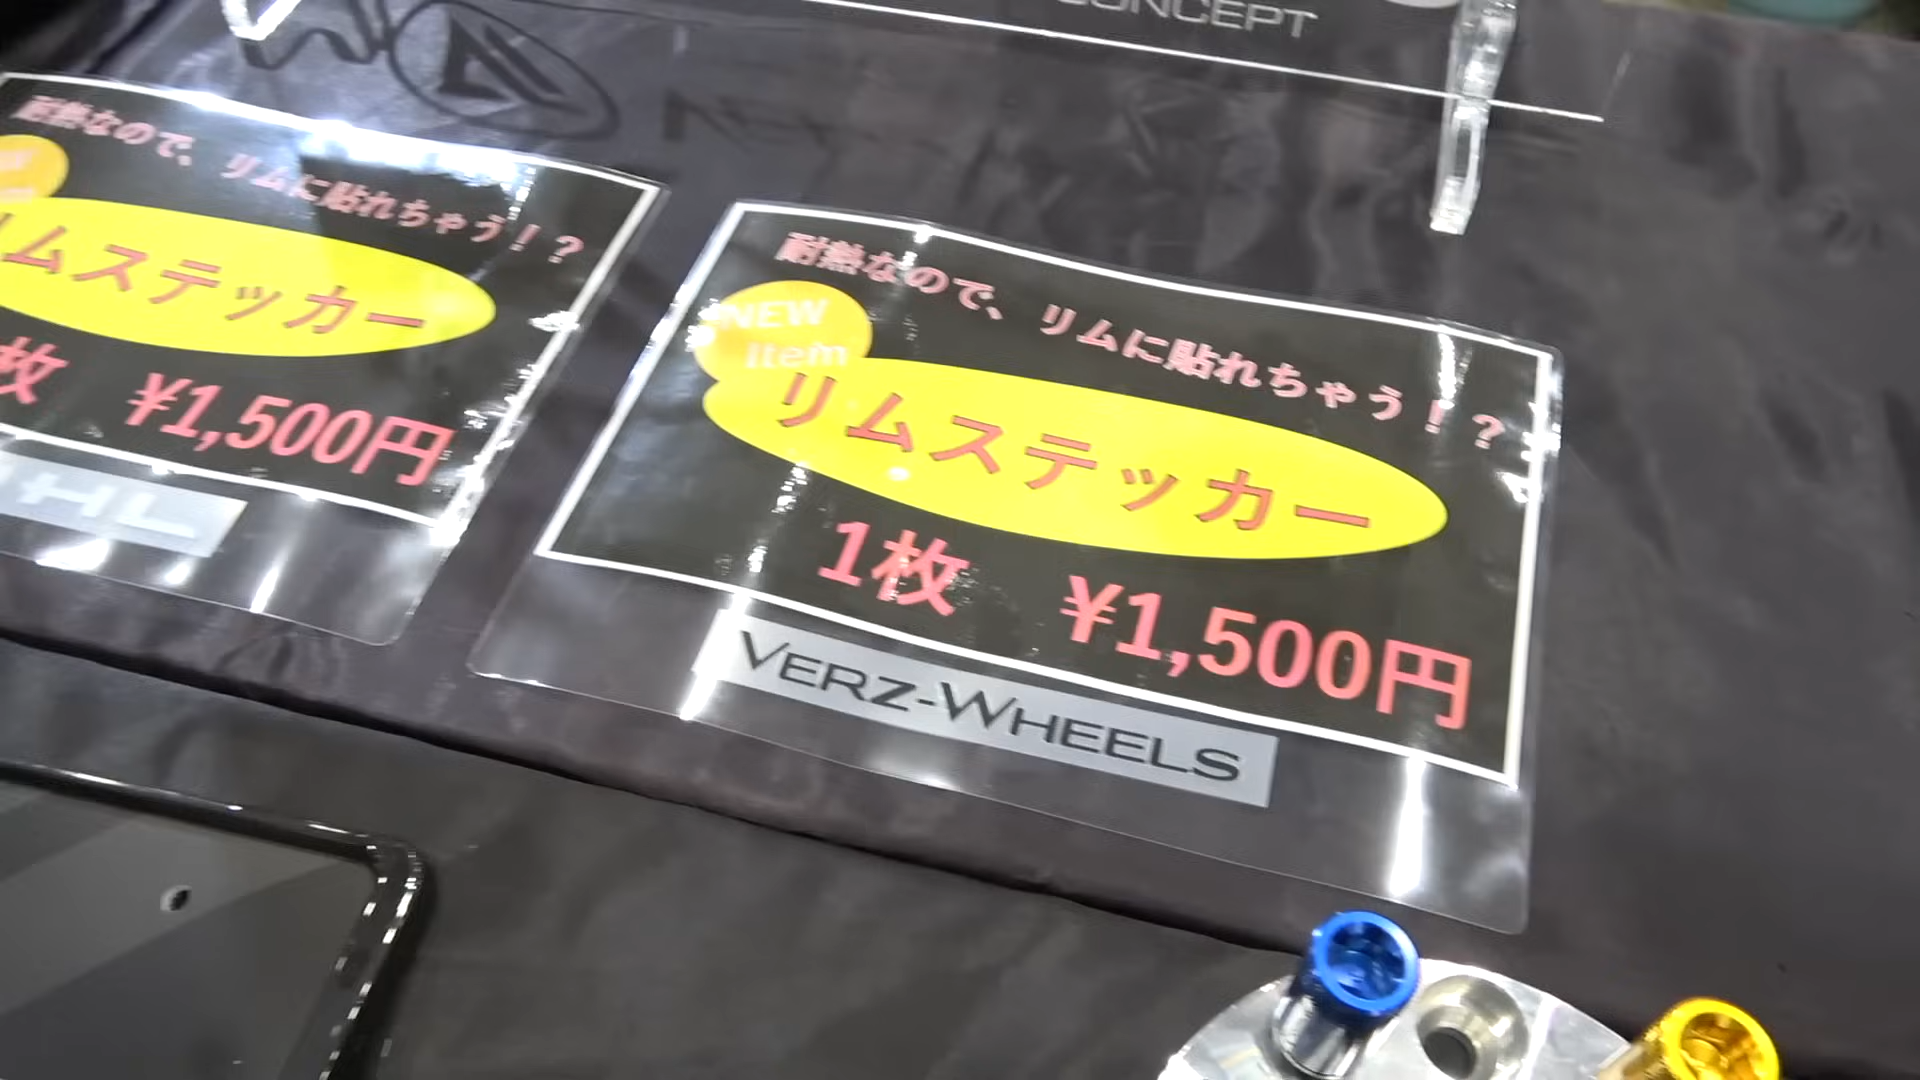 CONCEPT
耐熱なので、リムに貼れちゃう！？
リムステッカー
枚 ¥1,500円
耐熱なので、リムに貼れちゃう！？
NEW
Item
リムステッカー
1枚 ¥1,500円
VERZ-WHEELS